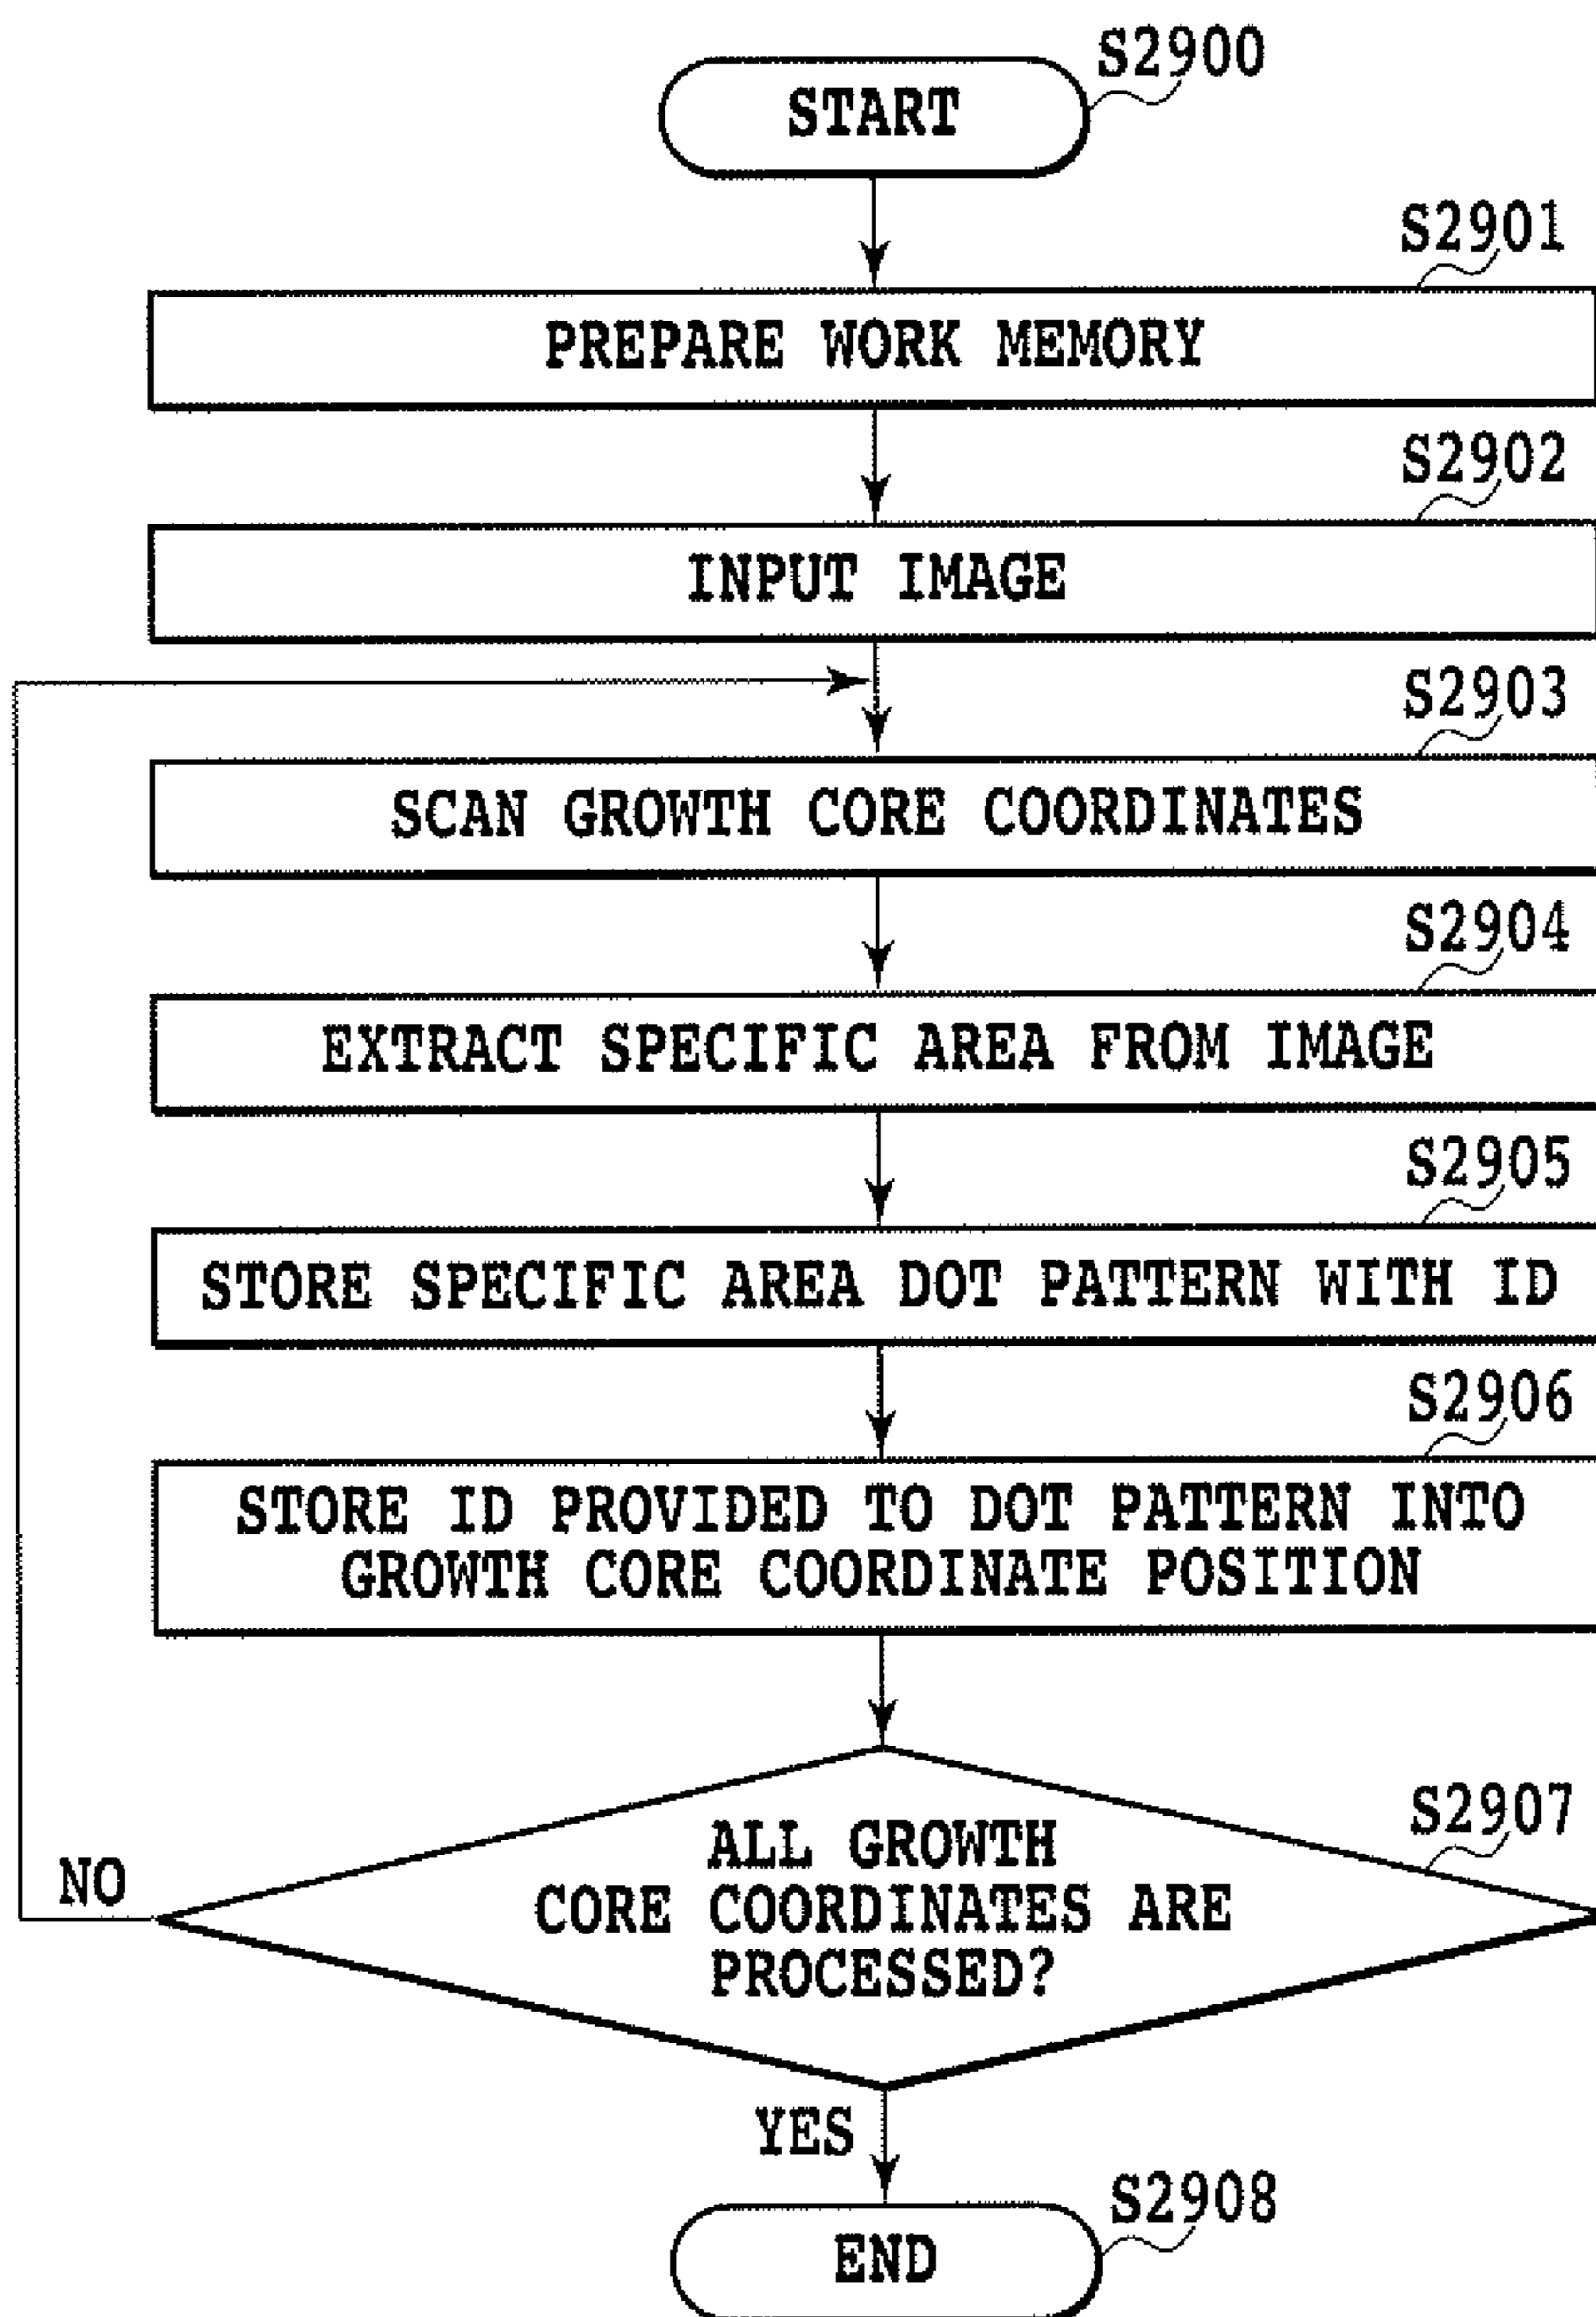 S2900
START
S2901
PREPARE WORK MEMORY
S2902
INPUT IMAGE
S2903
SCAN GROWTH CORE COORDINATES
S2904
EXTRACT SPECIFIC AREA FROM IMAGE
S2905
STORE SPECIFIC AREA DOT PATTERN WITH ID
S2906
STORE ID PROVIDED TO DOT PATTERN INTO
GROWTH CORE COORDINATE POSITION
S2907
ALL GROWTH
CORE COORDINATES ARE
PROCESSED?
NO
YES
S2908
END